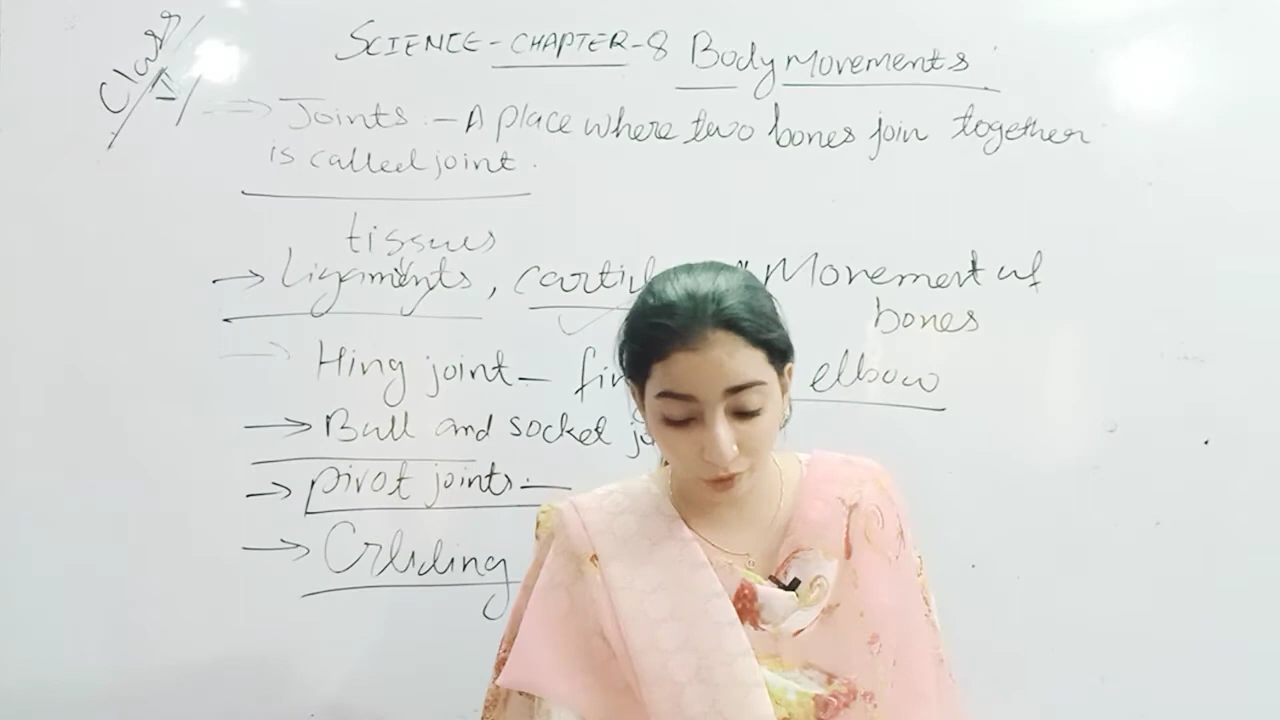 Class
SCIENCE - CHAPTER - 8 Body Movements
⇒ Joints :- A place where two bones join together
is called joint.
tissues
→ Ligaments, Movement of
bones
→ Hing joint - elbow
→ Ball and socket
→ pivot joints :-
→ Gliding